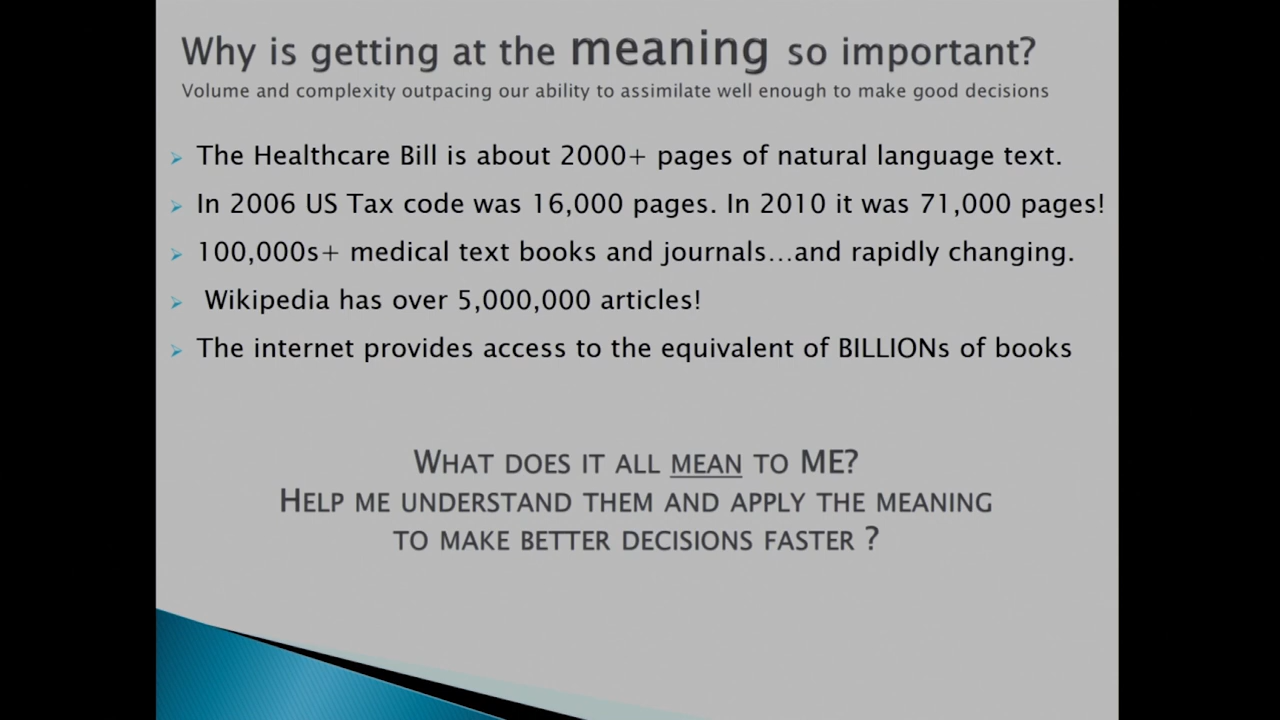 Why is getting at the meaning so important?
Volume and complexity outpacing our ability to assimilate well enough to make good decisions
The Healthcare Bill is about 2000+ pages of natural language text.
In 2006 US Tax code was 16,000 pages. In 2010 it was 71,000 pages!
100,000s+ medical text books and journals…and rapidly changing.
Wikipedia has over 5,000,000 articles!
The internet provides access to the equivalent of BILLIONs of books
WHAT DOES IT ALL MEAN TO ME?
HELP ME UNDERSTAND THEM AND APPLY THE MEANING
TO MAKE BETTER DECISIONS FASTER ?